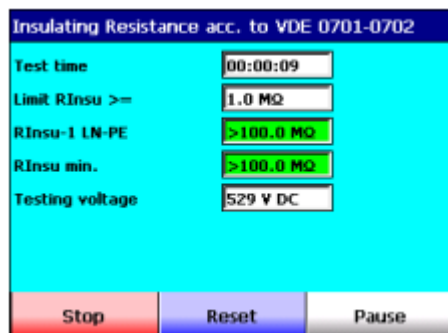 Insulating Resistance acc. to VDE 0701-0702
Test time 00:00:09
Limit RInsu >= 1.0 MΩ
RInsu-1 LN-PE >100.0 MΩ
RInsu min. >100.0 MΩ
Testing voltage 529 V DC
Stop Reset Pause